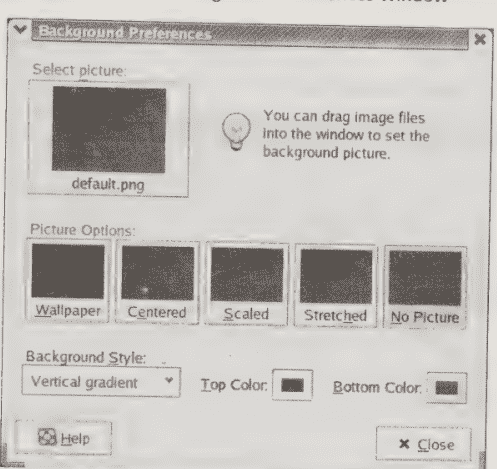 Background Preferences
Select picture:
default.png
You can drag image files
into the window to set the
background picture.
Picture Options:
Wallpaper
Centered
Scaled
Stretched
No Picture
Background Style:
Vertical gradient
Top Color:
Bottom Color:
Help
Close